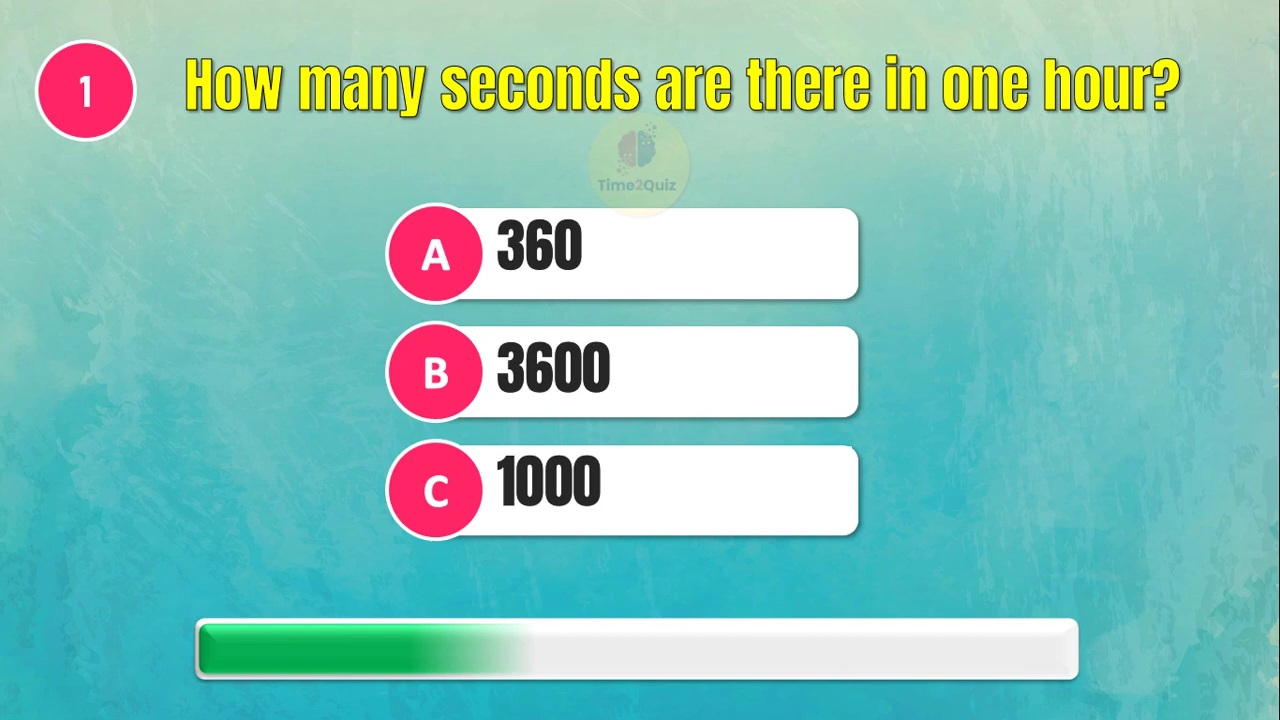 1
How many seconds are there in one hour?
Time2Quiz
A 360
B 3600
C 1000